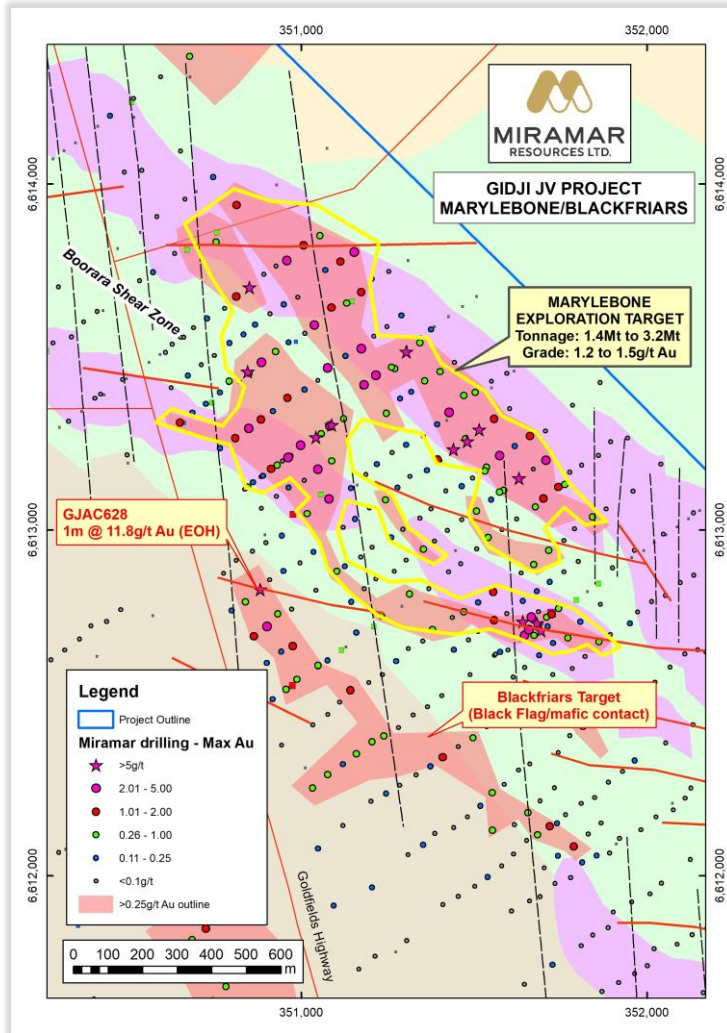 351,000
352,000
MIRAMAR
RESOURCES LTD.
GIDJI JV PROJECT
MARYLEBONE/BLACKFRIARS
6,614,000
6,614,000
Boorara Shear Zone
MARYLEBONE
EXPLORATION TARGET
Tonnage: 1.4Mt to 3.2Mt
Grade: 1.2 to 1.5g/t Au
6,613,000
6,613,000
GJAC628
1m @ 11.8g/t Au (EOH)
Blackfriars Target
(Black Flag/mafic contact)
Legend
Project Outline
Miramar drilling - Max Au
>5g/t
2.01 - 5.00
1.01 - 2.00
0.26 - 1.00
0.11 - 0.25
<0.1g/t
>0.25g/t Au outline
6,612,000
6,612,000
Goldfields Highway
0 100 200 300 400 500 600
m
351,000
352,000